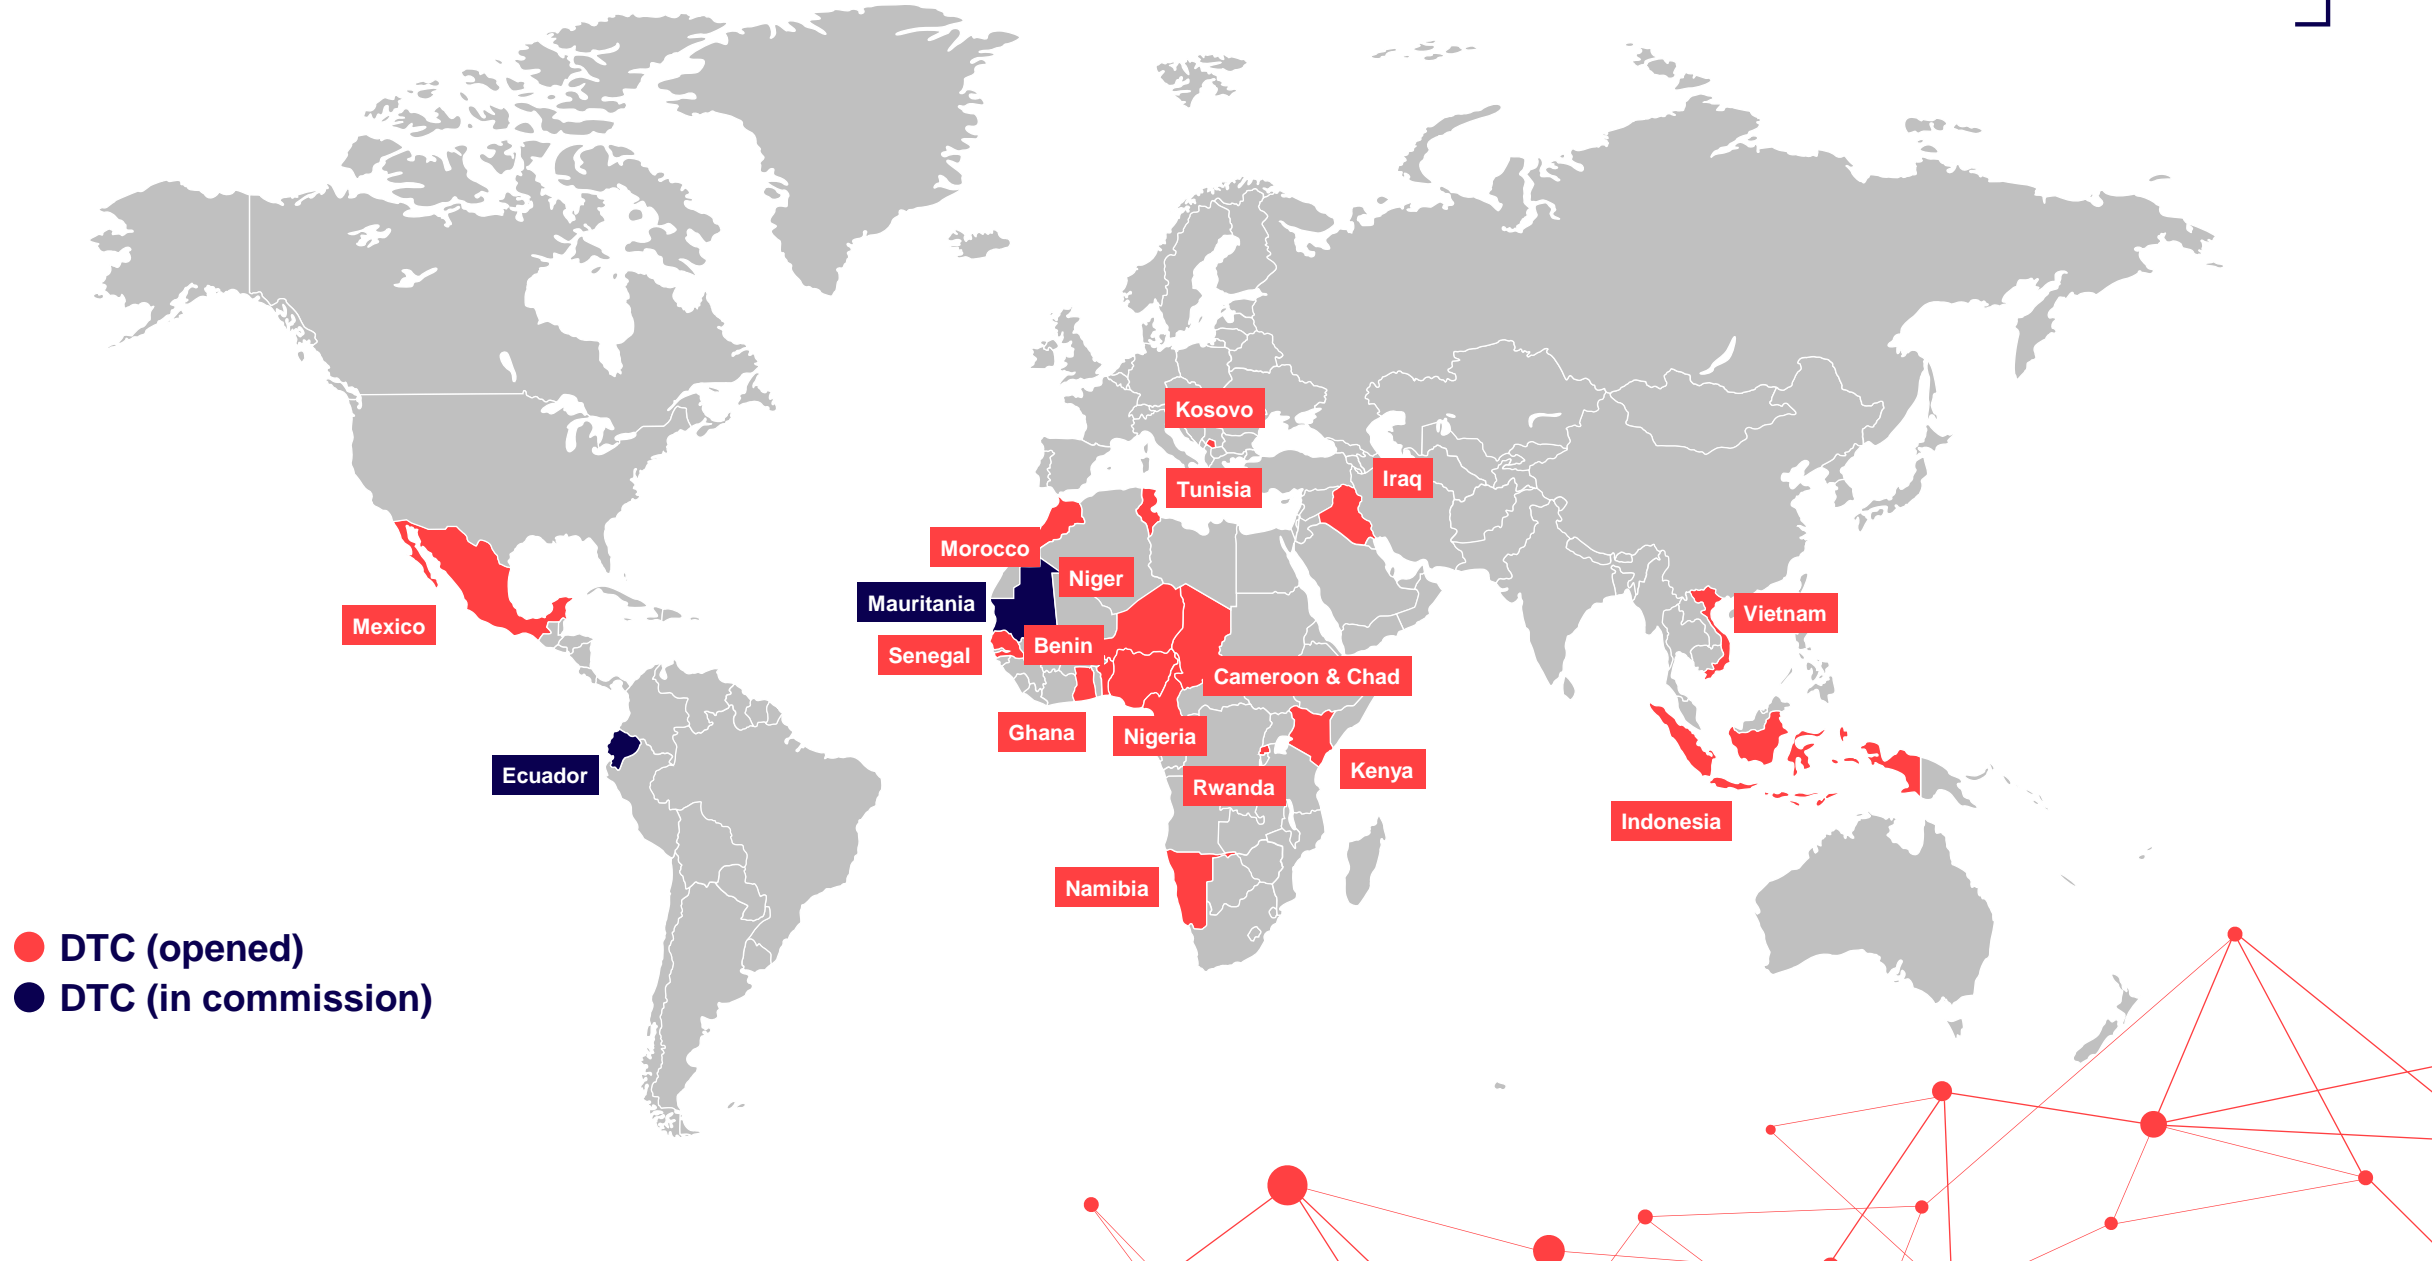 Kosovo
Iraq
Tunisia
Morocco
Niger
Mauritania
Vietnam
Mexico
Benin
Senegal
Cameroon & Chad
Ghana
Nigeria
Kenya
Ecuador
Rwanda
Indonesia
Namibia
DTC (opened)
DTC (in commission)